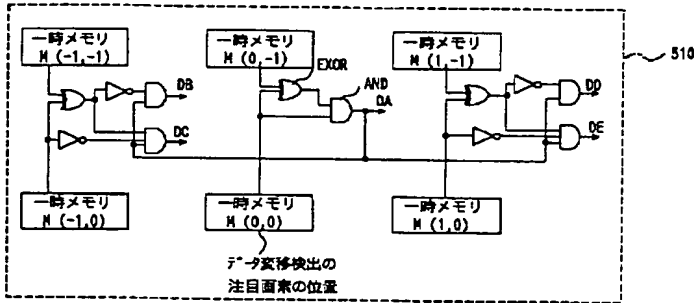 一時メモリ
M (-1,-1)
一時メモリ
M (0,-1)
EXOR
一時メモリ
M (1,-1)
510
AND
DB
DA
DD
DC
DE
一時メモリ
M (-1,0)
一時メモリ
M (0,0)
一時メモリ
M (1,0)
データ変移検出の
注目画素の位置